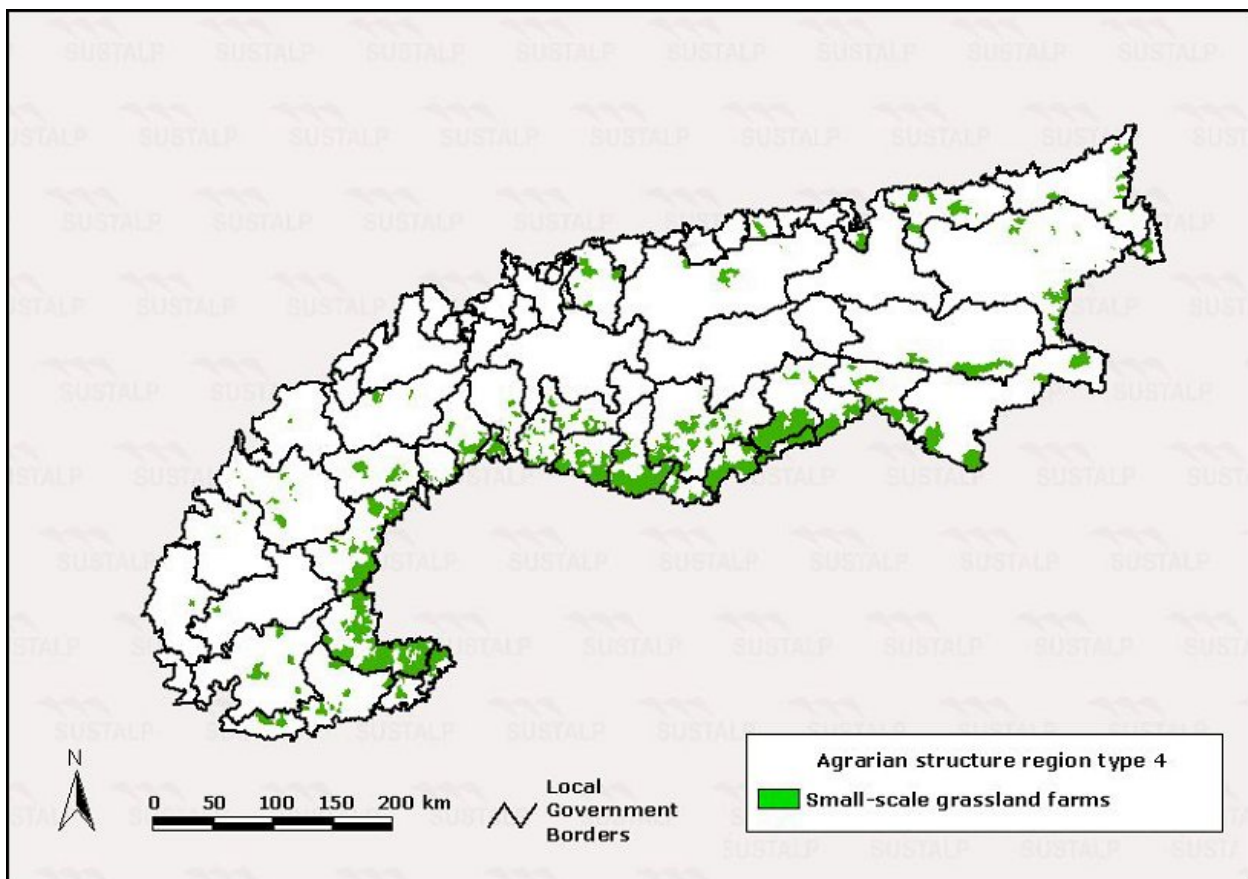 SUSTALP
N
0 50 100 150 200 km
Local
Government
Borders
Agrarian structure region type 4
Small-scale grassland farms